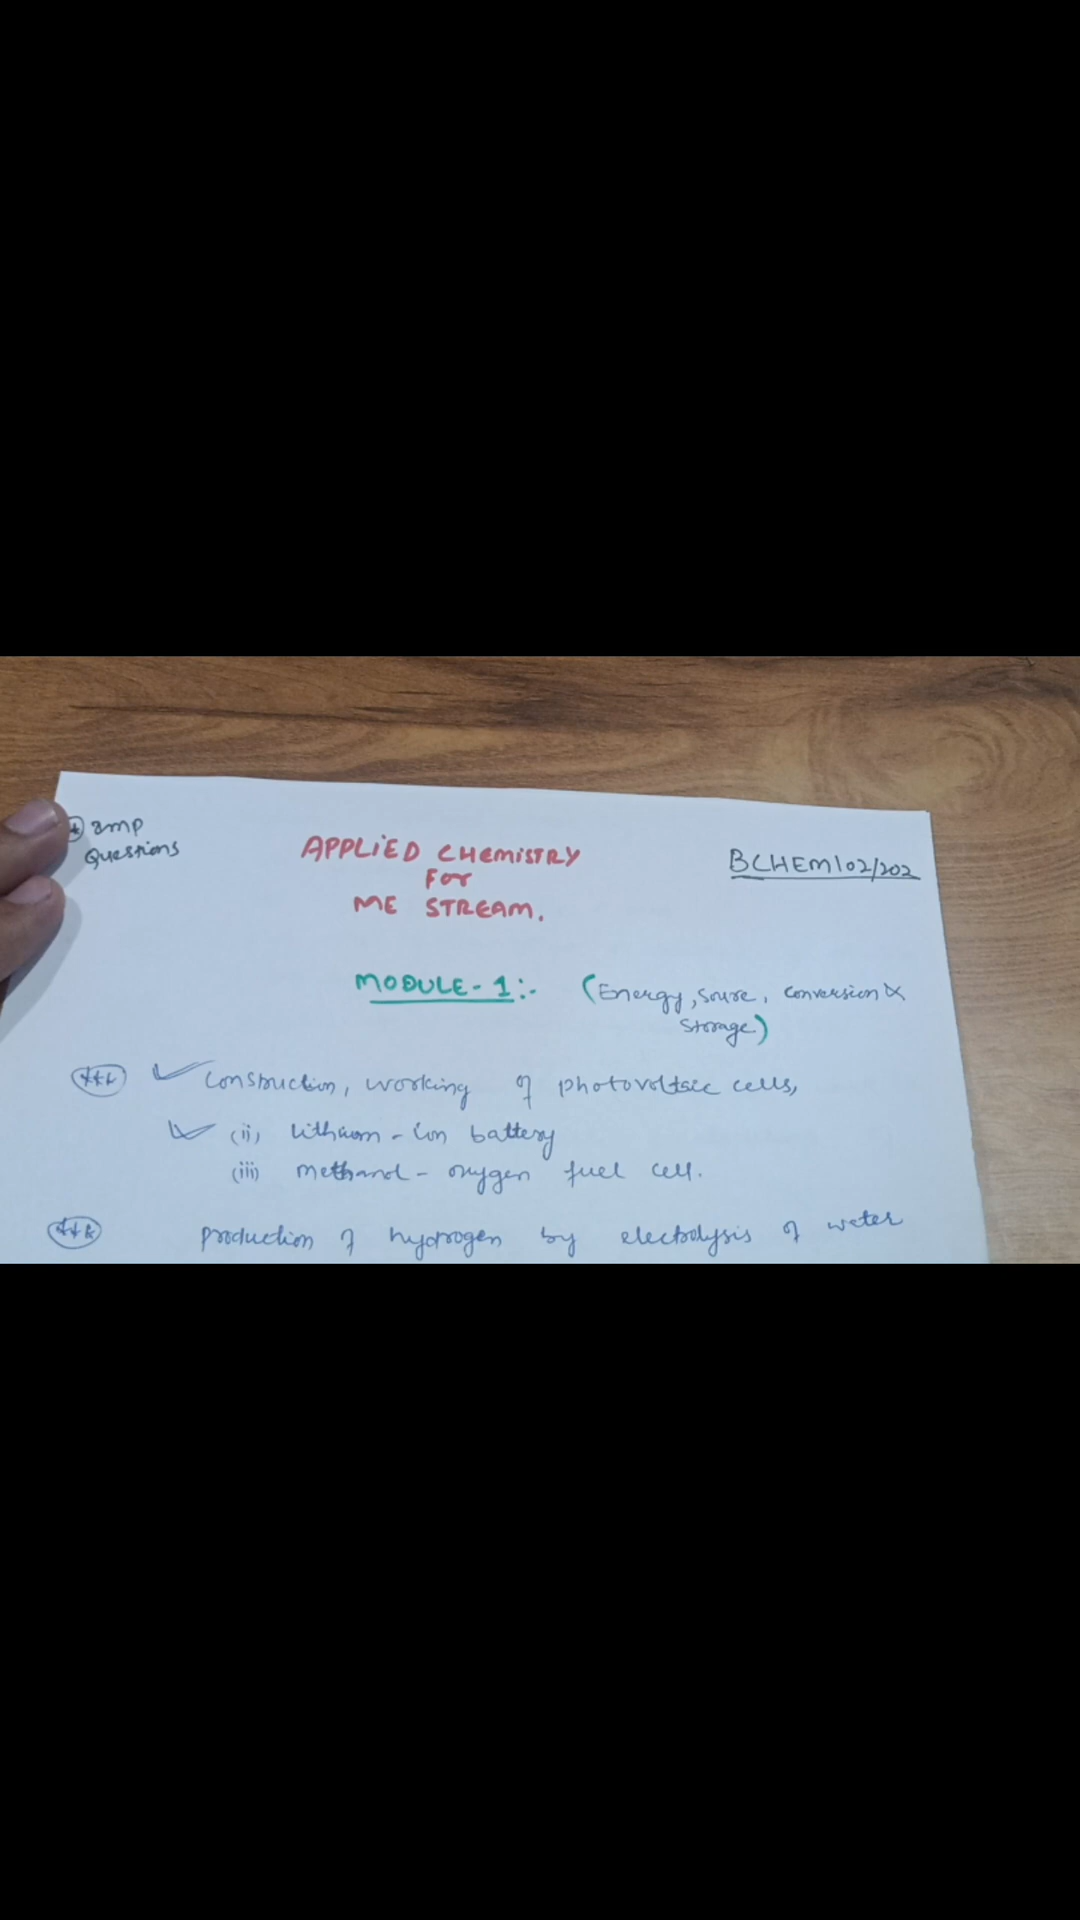 Imp
Questions
APPLIED CHEMISTRY
For
ME STREAM.
BCHEM102/202
MODULE-1:- (Energy, Sourse, conversion &
Storage)
*** ✓ Construction, working of photovoltaic cells,
✓ (ii) lithium-ion battery
(iii) methanol-oxygen fuel cell.
*** production of hydrogen by electrolysis of water